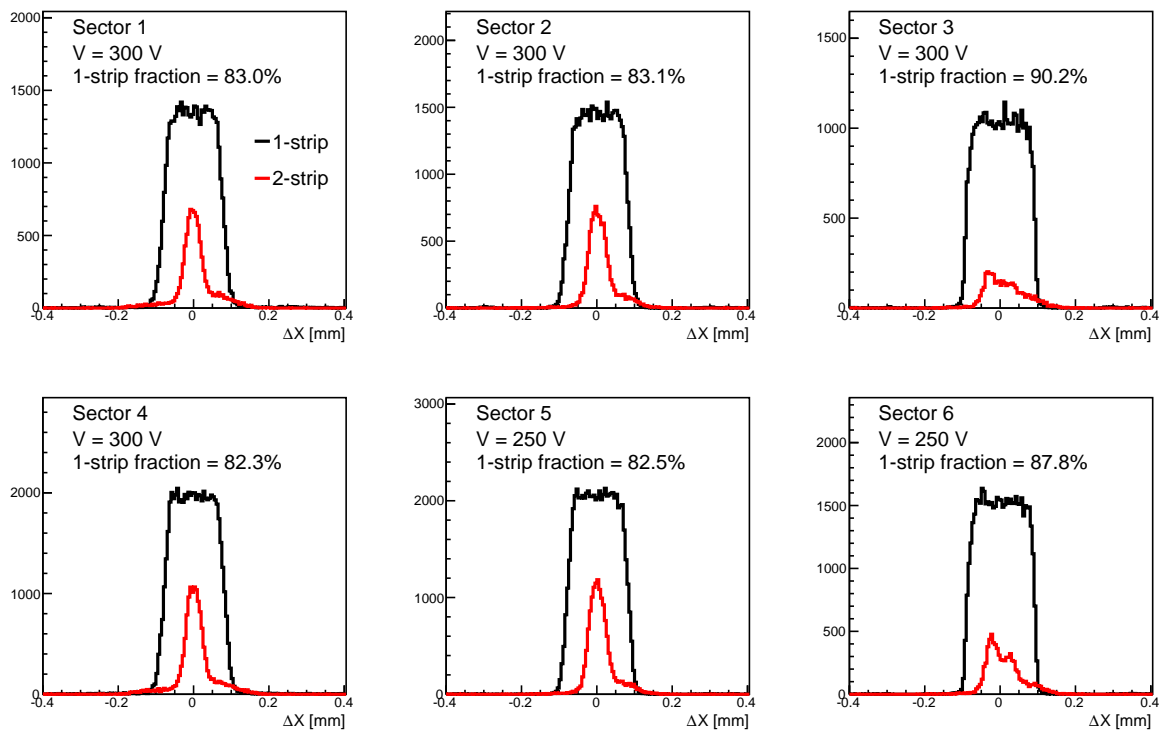 Sector 1
V = 300 V
1-strip fraction = 83.0%
1-strip
2-strip
2000
1500
1000
500
0
-0.4
-0.2
0
0.2
0.4
ΔX [mm]
Sector 2
V = 300 V
1-strip fraction = 83.1%
2000
1500
1000
500
0
-0.4
-0.2
0
0.2
0.4
ΔX [mm]
Sector 3
V = 300 V
1-strip fraction = 90.2%
1500
1000
500
0
-0.4
-0.2
0
0.2
0.4
ΔX [mm]
Sector 4
V = 300 V
1-strip fraction = 82.3%
2000
1000
0
-0.4
-0.2
0
0.2
0.4
ΔX [mm]
Sector 5
V = 250 V
1-strip fraction = 82.5%
3000
2000
1000
0
-0.4
-0.2
0
0.2
0.4
ΔX [mm]
Sector 6
V = 250 V
1-strip fraction = 87.8%
2000
1500
1000
500
0
-0.4
-0.2
0
0.2
0.4
ΔX [mm]